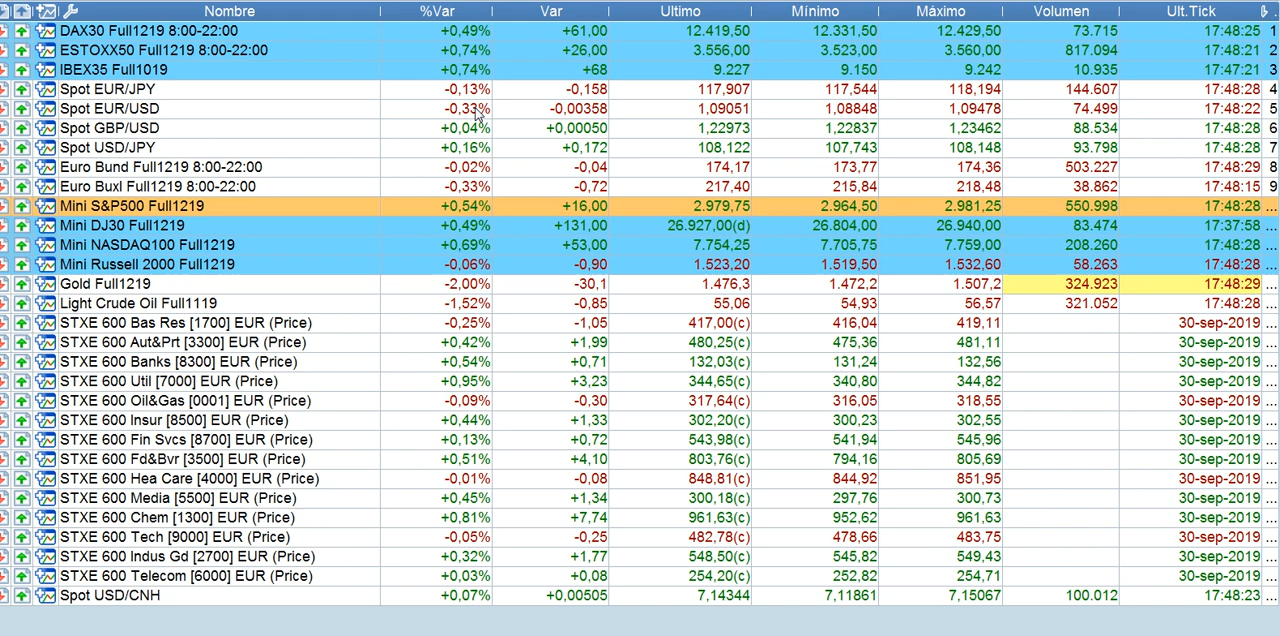 Nombre %Var Var Ultimo Mínimo Máximo Volumen Ult.Tick
DAX30 Full1219 8:00-22:00 +0,49% +61,00 12.419,50 12.331,50 12.429,50 73.715 17:48:25 1
ESTOXX50 Full1219 8:00-22:00 +0,74% +26,00 3.556,00 3.523,00 3.560,00 817.094 17:48:21 2
IBEX35 Full1019 +0,74% +68 9.227 9.150 9.242 10.935 17:47:21 3
Spot EUR/JPY -0,13% -0,158 117,907 117,544 118,194 144.607 17:48:28 4
Spot EUR/USD -0,33% -0,00358 1,09051 1,08848 1,09478 74.499 17:48:22 5
Spot GBP/USD +0,04% +0,00050 1,22973 1,22837 1,23462 88.534 17:48:28 6
Spot USD/JPY +0,16% +0,172 108,122 107,743 108,148 93.798 17:48:28 7
Euro Bund Full1219 8:00-22:00 -0,02% -0,04 174,17 173,77 174,36 503.227 17:48:29 8
Euro Buxl Full1219 8:00-22:00 -0,33% -0,72 217,40 215,84 218,48 38.862 17:48:15 9
Mini S&P500 Full1219 +0,54% +16,00 2.979,75 2.964,50 2.981,25 550.998 17:48:28 ...
Mini DJ30 Full1219 +0,49% +131,00 26.927,00(d) 26.804,00 26.940,00 83.474 17:37:58 ...
Mini NASDAQ100 Full1219 +0,69% +53,00 7.754,25 7.705,75 7.759,00 208.260 17:48:28 ...
Mini Russell 2000 Full1219 -0,06% -0,90 1.523,20 1.519,50 1.532,60 58.263 17:48:28 ...
Gold Full1219 -2,00% -30,1 1.476,3 1.472,2 1.507,2 324.923 17:48:29 ...
Light Crude Oil Full1119 -1,52% -0,85 55,06 54,93 56,57 321.052 17:48:28 ...
STXE 600 Bas Res [1700] EUR (Price) -0,25% -1,05 417,00(c) 416,04 419,11 30-sep-2019 ...
STXE 600 Aut&Prt [3300] EUR (Price) +0,42% +1,99 480,25(c) 475,36 481,11 30-sep-2019 ...
STXE 600 Banks [8300] EUR (Price) +0,54% +0,71 132,03(c) 131,24 132,56 30-sep-2019 ...
STXE 600 Util [7000] EUR (Price) +0,95% +3,23 344,65(c) 340,80 344,82 30-sep-2019 ...
STXE 600 Oil&Gas [0001] EUR (Price) -0,09% -0,30 317,64(c) 316,05 318,55 30-sep-2019 ...
STXE 600 Insur [8500] EUR (Price) +0,44% +1,33 302,20(c) 300,23 302,55 30-sep-2019 ...
STXE 600 Fin Svcs [8700] EUR (Price) +0,13% +0,72 543,98(c) 541,94 545,96 30-sep-2019 ...
STXE 600 Fd&Bvr [3500] EUR (Price) +0,51% +4,10 803,76(c) 794,16 805,69 30-sep-2019 ...
STXE 600 Hea Care [4000] EUR (Price) -0,01% -0,08 848,81(c) 844,92 851,95 30-sep-2019 ...
STXE 600 Media [5500] EUR (Price) +0,45% +1,34 300,18(c) 297,76 300,73 30-sep-2019 ...
STXE 600 Chem [1300] EUR (Price) +0,81% +7,74 961,63(c) 952,62 961,63 30-sep-2019 ...
STXE 600 Tech [9000] EUR (Price) -0,05% -0,25 482,78(c) 478,66 483,75 30-sep-2019 ...
STXE 600 Indus Gd [2700] EUR (Price) +0,32% +1,77 548,50(c) 545,82 549,43 30-sep-2019 ...
STXE 600 Telecom [6000] EUR (Price) +0,03% +0,08 254,20(c) 252,82 254,71 30-sep-2019 ...
Spot USD/CNH +0,07% +0,00505 7,14344 7,11861 7,15067 100.012 17:48:23 ...